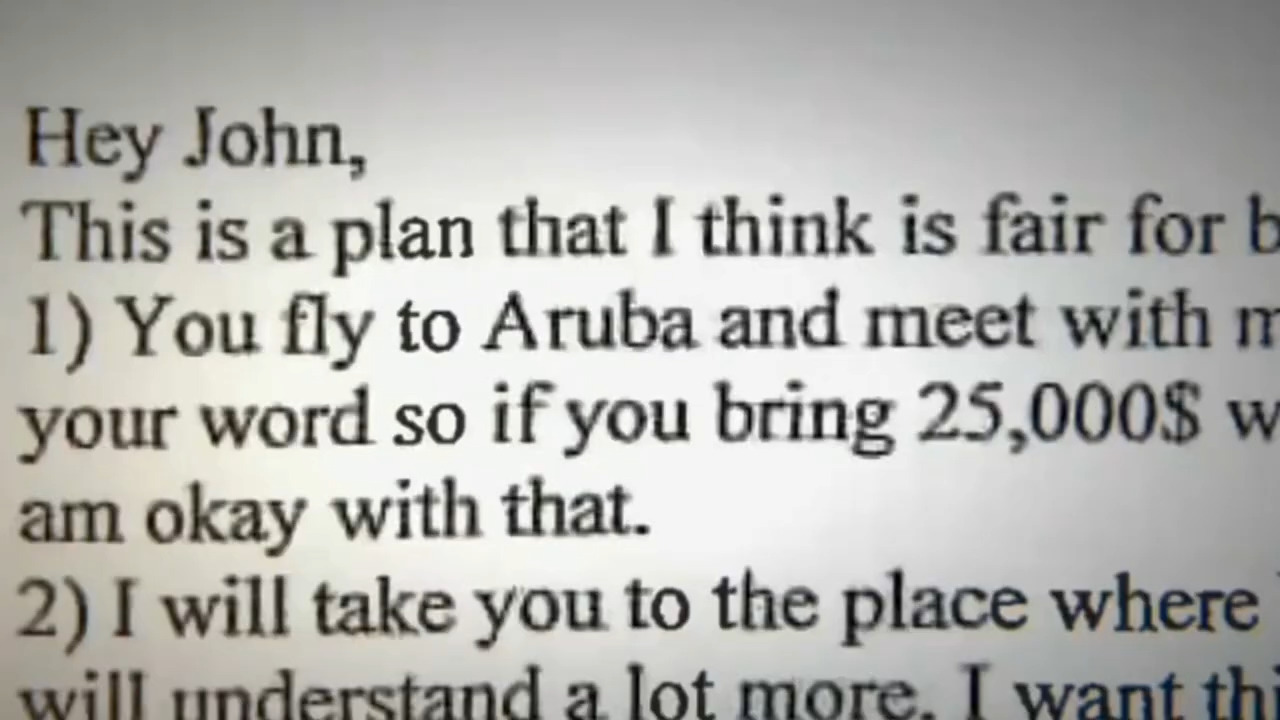 Hey John,
This is a plan that I think is fair for
1) You fly to Aruba and meet with
your word so if you bring 25,000$
am okay with that.
2) I will take you to the place where
will understand a lot more. I want